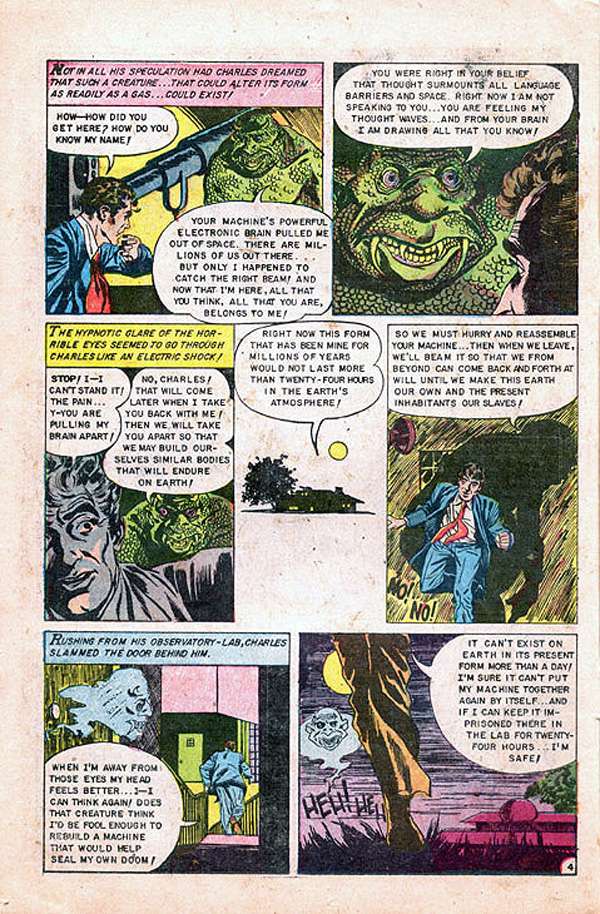 NOT IN ALL HIS SPECULATION HAD CHARLES DREAMED
THAT SUCH A CREATURE...THAT COULD ALTER ITS FORM
AS READILY AS A GAS...COULD EXIST!
HOW—HOW DID YOU
GET HERE? HOW DO YOU
KNOW MY NAME!
YOUR MACHINE'S POWERFUL
ELECTRONIC BRAIN PULLED ME
OUT OF SPACE. THERE ARE MIL-
LIONS OF US OUT THERE...
BUT ONLY I HAPPENED TO
CATCH THE RIGHT BEAM! AND
NOW THAT I'M HERE, ALL THAT
YOU THINK, ALL THAT YOU ARE,
BELONGS TO ME!
YOU WERE RIGHT IN YOUR BELIEF
THAT THOUGHT SURMOUNTS ALL LANGUAGE
BARRIERS AND SPACE. RIGHT NOW I AM NOT
SPEAKING TO YOU...YOU ARE FEELING MY
THOUGHT WAVES...AND FROM YOUR BRAIN
I AM DRAWING ALL THAT YOU KNOW!
THE HYPNOTIC GLARE OF THE HOR-
RIBLE EYES SEEMED TO GO THROUGH
CHARLES LIKE AN ELECTRIC SHOCK!
STOP! I—I
CAN'T STAND IT!
THE PAIN...
Y-YOU ARE
PULLING MY
BRAIN APART!
NO, CHARLES!
THAT WILL COME
LATER WHEN I TAKE
YOU BACK WITH ME!
THEN WE WILL TAKE
YOU APART SO THAT
WE MAY BUILD OUR-
SELVES SIMILAR BODIES
THAT WILL ENDURE
ON EARTH!
RIGHT NOW THIS FORM
THAT HAS BEEN MINE FOR
MILLIONS OF YEARS
WOULD NOT LAST MORE
THAN TWENTY-FOUR HOURS
IN THE EARTH'S
ATMOSPHERE!
SO WE MUST HURRY AND REASSEMBLE
YOUR MACHINE...THEN WHEN WE LEAVE,
WE'LL BEAM IT SO THAT WE FROM
BEYOND CAN COME BACK AND FORTH AT
WILL UNTIL WE MAKE THIS EARTH
OUR OWN AND THE PRESENT
INHABITANTS OUR SLAVES!
NO!
NO!
RUSHING FROM HIS OBSERVATORY-LAB, CHARLES
SLAMMED THE DOOR BEHIND HIM.
WHEN I'M AWAY FROM
THOSE EYES MY HEAD
FEELS BETTER...I—I
CAN THINK AGAIN! DOES
THAT CREATURE THINK
I'D BE FOOL ENOUGH TO
REBUILD A MACHINE
THAT WOULD HELP
SEAL MY OWN DOOM!
IT CAN'T EXIST ON
EARTH IN ITS PRESENT
FORM MORE THAN A DAY!
I'M SURE IT CAN'T PUT
MY MACHINE TOGETHER
AGAIN BY ITSELF...AND
IF I CAN KEEP IT IM-
PRISONED THERE IN
THE LAB FOR TWENTY-
FOUR HOURS...I'M
SAFE!
HEH! HEH!
4